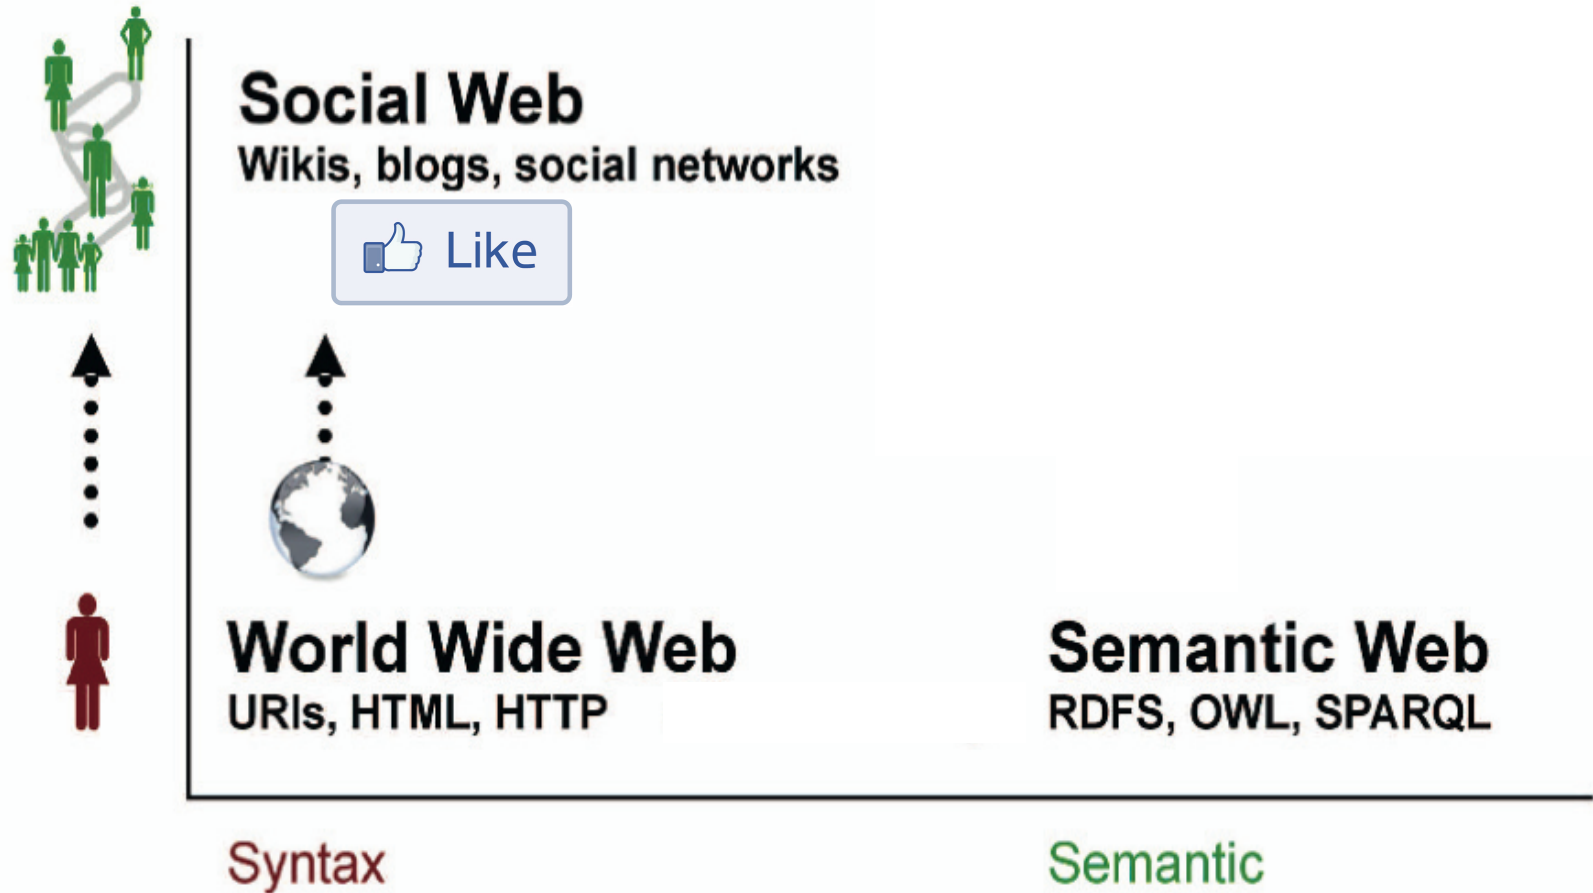 Social Web
Wikis, blogs, social networks
Like
World Wide Web
URIs, HTML, HTTP
Semantic Web
RDFS, OWL, SPARQL
Syntax
Semantic